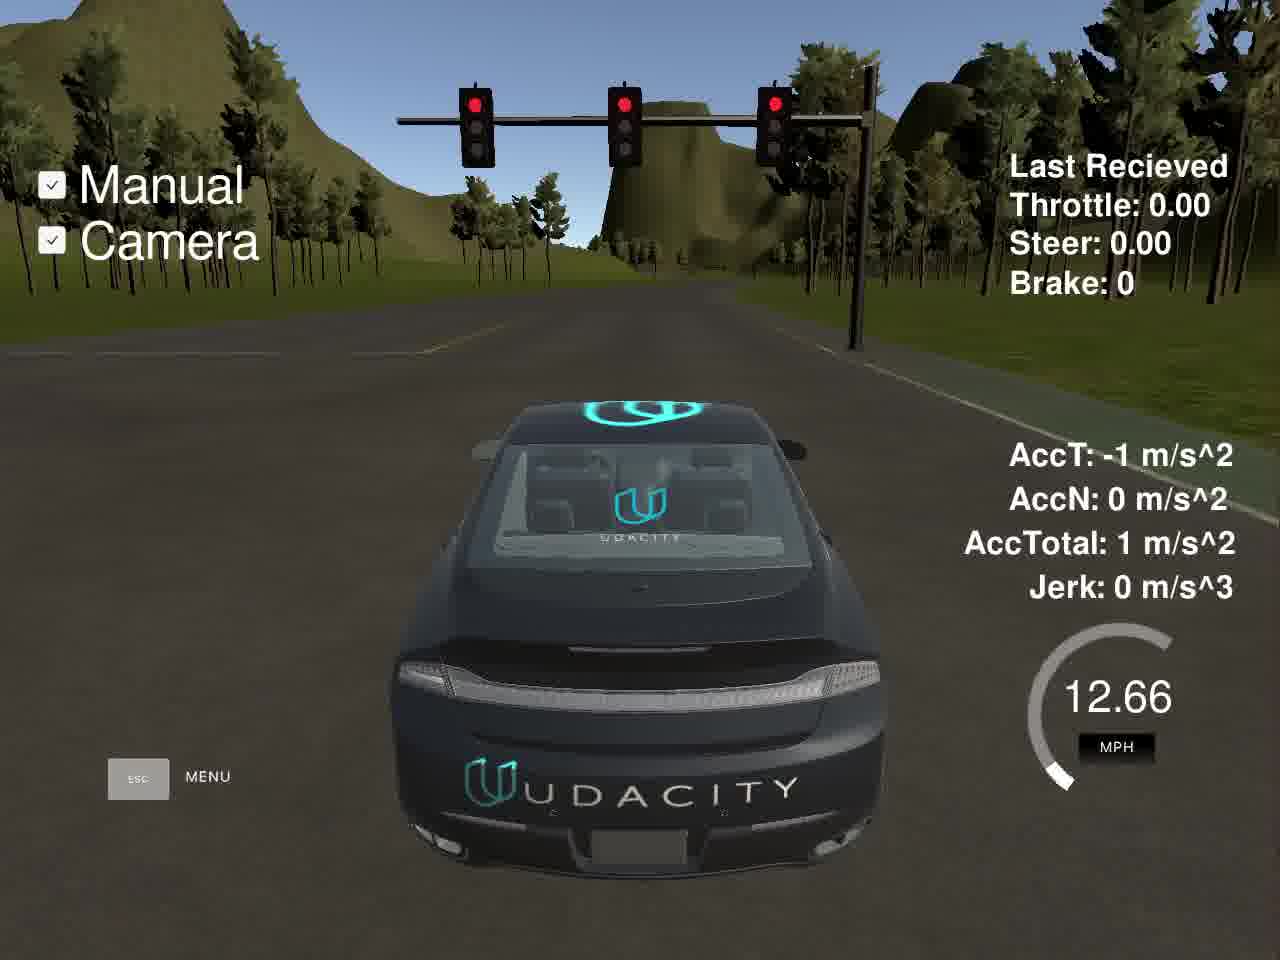 Manual
Camera
Last Recieved
Throttle: 0.00
Steer: 0.00
Brake: 0
AccT: -1 m/s^2
AccN: 0 m/s^2
AccTotal: 1 m/s^2
Jerk: 0 m/s^3
UDACITY
12.66
MPH
ESC MENU
UDACITY